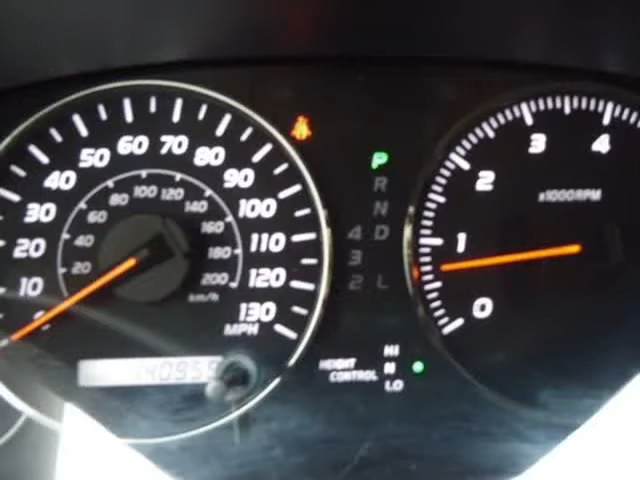 0 10 20 30 40 50 60 70 80 90 100 110 120 130
MPH
20 40 60 80 100 120 140 160 180 200
km/h
P
R
N
4 D
3
2 L
0 1 2 3 4
x1000RPM
HEIGHT CONTROL
HI
N
LO